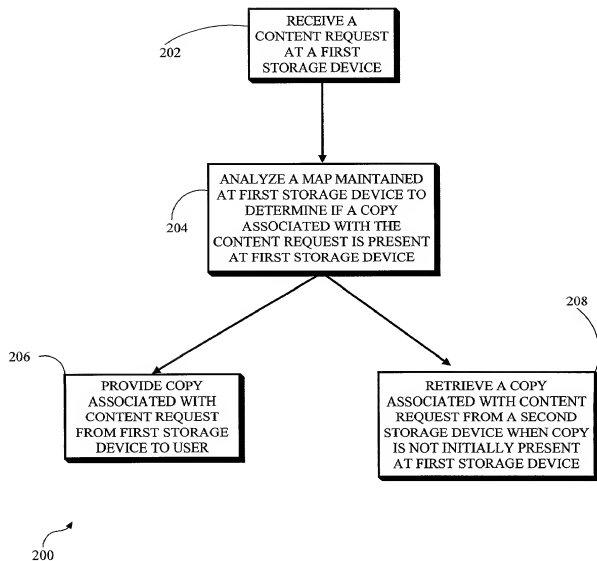 RECEIVE A
CONTENT REQUEST
AT A FIRST
STORAGE DEVICE
202
ANALYZE A MAP MAINTAINED
AT FIRST STORAGE DEVICE TO
DETERMINE IF A COPY
ASSOCIATED WITH THE
CONTENT REQUEST IS PRESENT
AT FIRST STORAGE DEVICE
204
206
PROVIDE COPY
ASSOCIATED WITH
CONTENT REQUEST
FROM FIRST STORAGE
DEVICE TO USER
208
RETRIEVE A COPY
ASSOCIATED WITH CONTENT
REQUEST FROM A SECOND
STORAGE DEVICE WHEN COPY
IS NOT INITIALLY PRESENT
AT FIRST STORAGE DEVICE
200